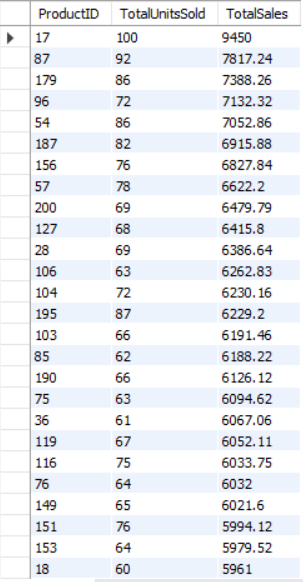 ProductID TotalUnitsSold TotalSales
17 100 9450
87 92 7817.24
179 86 7388.26
96 72 7132.32
54 86 7052.86
187 82 6915.88
156 76 6827.84
57 78 6622.2
200 69 6479.79
127 68 6415.8
28 69 6386.64
106 63 6262.83
104 72 6230.16
195 87 6229.2
103 66 6191.46
85 62 6188.22
190 66 6126.12
75 63 6094.62
36 61 6067.06
119 67 6052.11
116 75 6033.75
76 64 6032
149 65 6021.6
151 76 5994.12
153 64 5979.52
18 60 5961